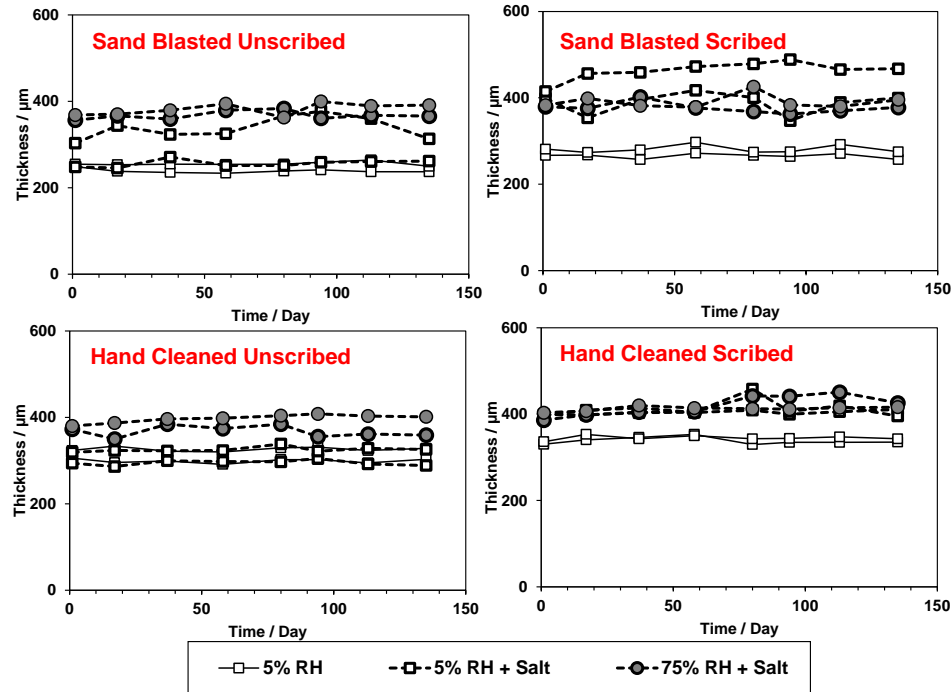 Sand Blasted Unscribed
600
400
200
0
Thickness / µm
0 50 100 150
Time / Day
Sand Blasted Scribed
600
400
200
0
Thickness / µm
0 50 100 150
Time / Day
Hand Cleaned Unscribed
600
400
200
0
Thickness / µm
0 50 100 150
Time / Day
Hand Cleaned Scribed
600
400
200
0
Thickness / µm
0 50 100 150
Time / Day
5% RH 5% RH + Salt 75% RH + Salt